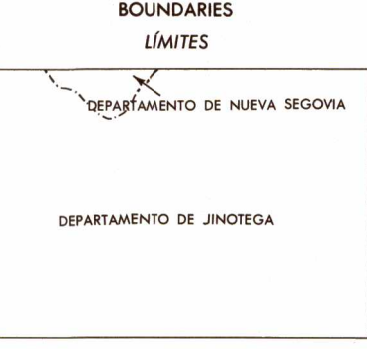 BOUNDARIES
LÍMITES
DEPARTAMENTO DE NUEVA SEGOVIA
DEPARTAMENTO DE JINOTEGA